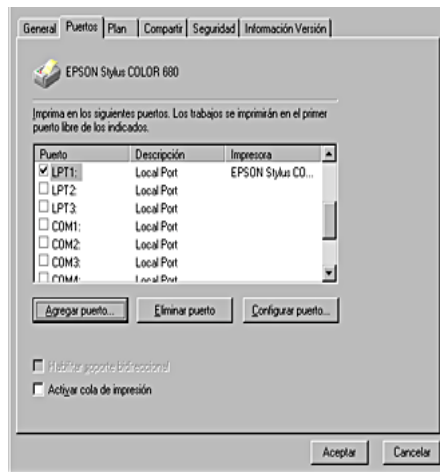 General Puertos Plan Compartir Seguridad Información Versión
EPSON Stylus COLOR 680
Imprima en los siguientes puertos. Los trabajos se imprimirán en el primer
puerto libre de los indicados.
Puerto Descripción Impresora
LPT1: Local Port EPSON Stylus CO...
LPT2: Local Port
LPT3: Local Port
COM1: Local Port
COM2: Local Port
COM3: Local Port
COM4: Local Port
Agregar puerto... Eliminar puerto Configurar puerto...
Habilitar soporte bidireccional
Activar cola de impresión
Aceptar Cancelar